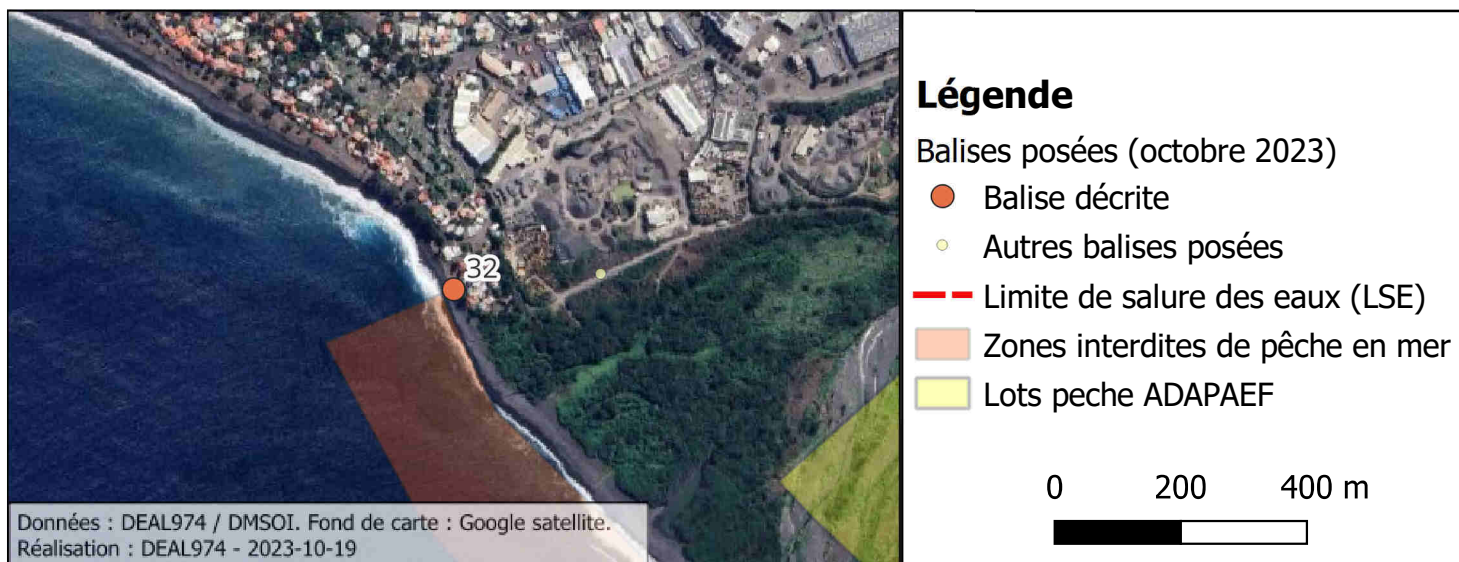 32
Données : DEAL974 / DMSOI. Fond de carte : Google satellite.
Réalisation : DEAL974 - 2023-10-19
Légende
Balises posées (octobre 2023)
Balise décrite
Autres balises posées
Limite de salure des eaux (LSE)
Zones interdites de pêche en mer
Lots peche ADAPAEF
0 200 400 m